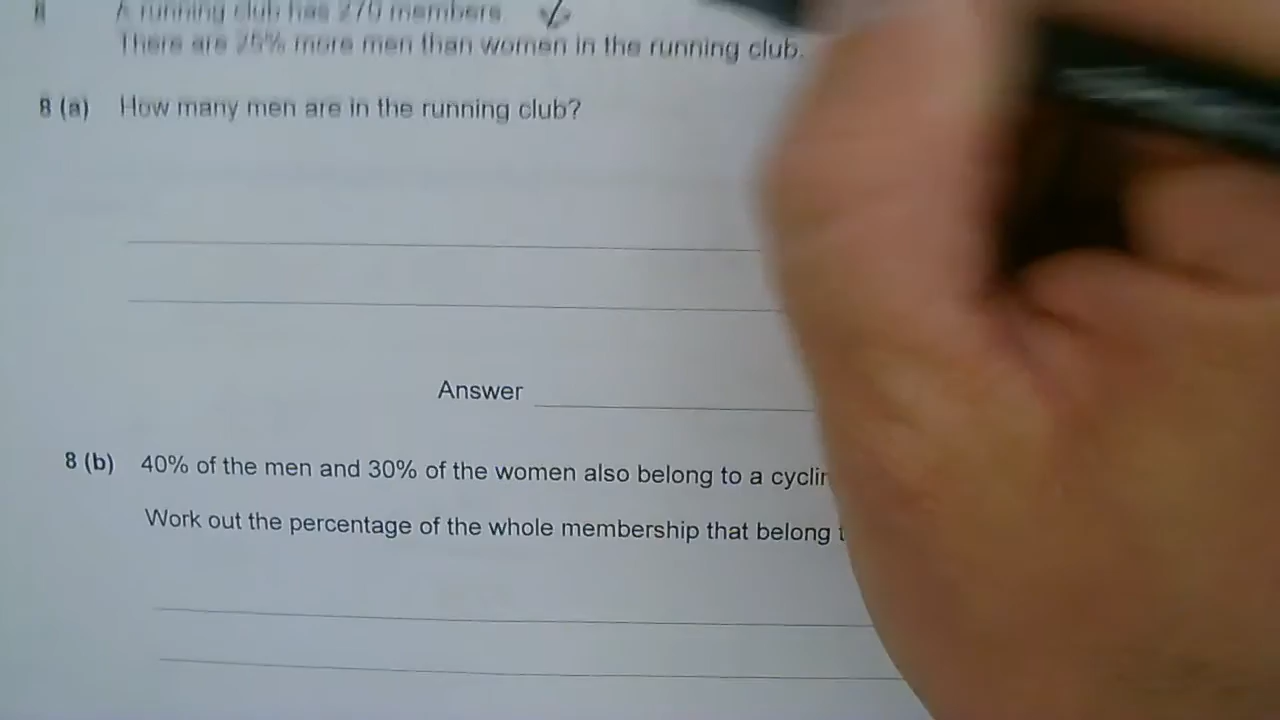 8 A running club has 270 members.
There are 25% more men than women in the running club.
8 (a) How many men are in the running club?
Answer
8 (b) 40% of the men and 30% of the women also belong to a
Work out the percentage of the whole membership that belong